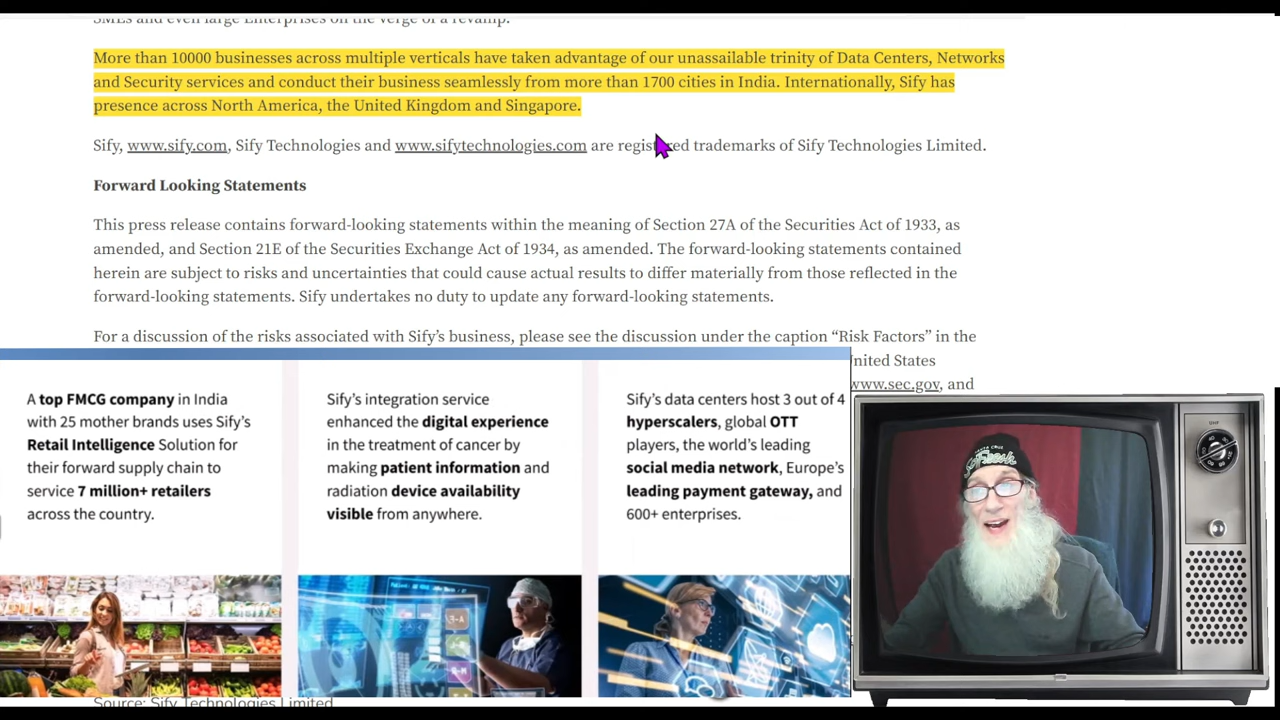 SMEs and even large Enterprises on the verge of a revamp.
More than 10000 businesses across multiple verticals have taken advantage of our unassailable trinity of Data Centers, Networks
and Security services and conduct their business seamlessly from more than 1700 cities in India. Internationally, Sify has
presence across North America, the United Kingdom and Singapore.
Sify, www.sify.com, Sify Technologies and www.sifytechnologies.com are registered trademarks of Sify Technologies Limited.
Forward Looking Statements
This press release contains forward-looking statements within the meaning of Section 27A of the Securities Act of 1933, as
amended, and Section 21E of the Securities Exchange Act of 1934, as amended. The forward-looking statements contained
herein are subject to risks and uncertainties that could cause actual results to differ materially from those reflected in the
forward-looking statements. Sify undertakes no duty to update any forward-looking statements.
For a discussion of the risks associated with Sify's business, please see the discussion under the caption “Risk Factors” in the
United States
www.sec.gov, and
A top FMCG company in India
with 25 mother brands uses Sify's
Retail Intelligence Solution for
their forward supply chain to
service 7 million+ retailers
across the country.
Sify's integration service
enhanced the digital experience
in the treatment of cancer by
making patient information and
radiation device availability
visible from anywhere.
Sify's data centers host 3 out of 4
hyperscalers, global OTT
players, the world's leading
social media network, Europe's
leading payment gateway, and
600+ enterprises.
3-A
Source: Sify Technologies Limited